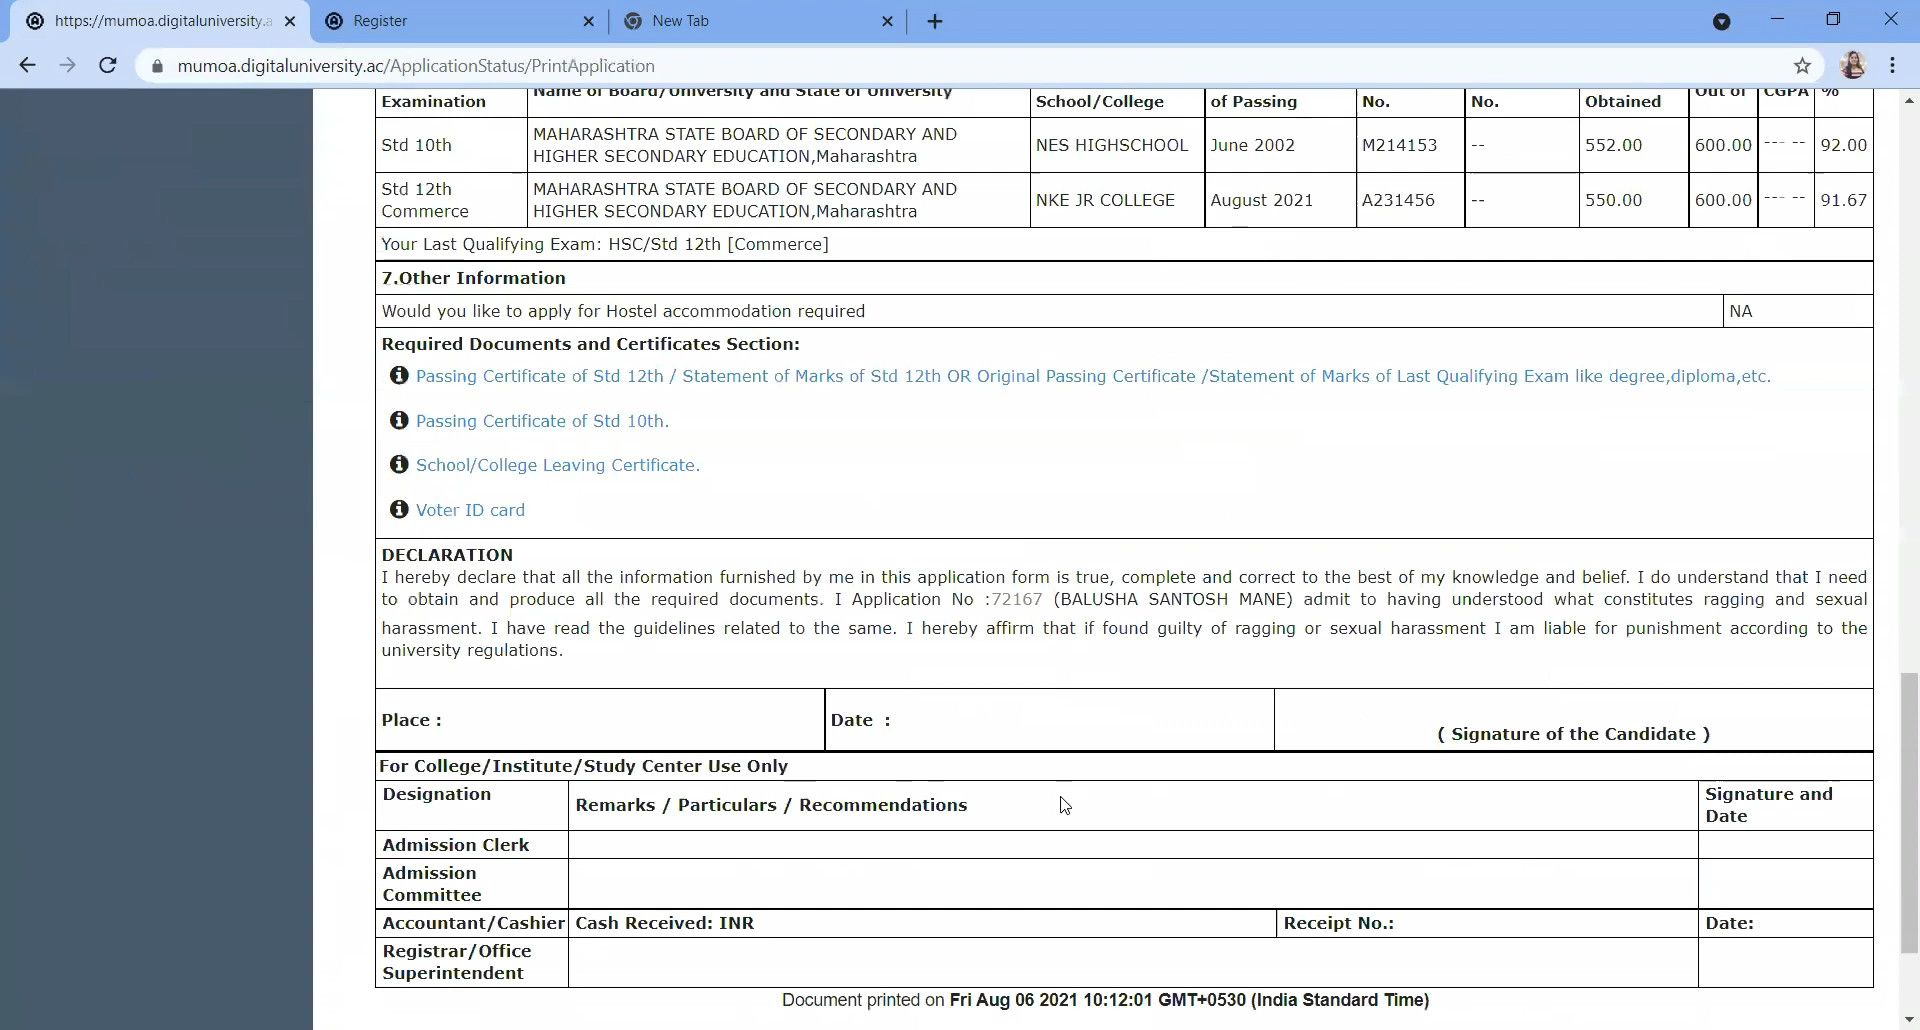 https://mumoa.digitaluniversity.a
Register
New Tab
mumoa.digitaluniversity.ac/ApplicationStatus/PrintApplication
Examination Name of Board/University and State of University School/College of Passing No. No. Obtained Out of CGPA %
Std 10th MAHARASHTRA STATE BOARD OF SECONDARY AND HIGHER SECONDARY EDUCATION,Maharashtra NES HIGHSCHOOL June 2002 M214153 -- 552.00 600.00 --- -- 92.00
Std 12th Commerce MAHARASHTRA STATE BOARD OF SECONDARY AND HIGHER SECONDARY EDUCATION,Maharashtra NKE JR COLLEGE August 2021 A231456 -- 550.00 600.00 --- -- 91.67
Your Last Qualifying Exam: HSC/Std 12th [Commerce]
7.Other Information
Would you like to apply for Hostel accommodation required NA
Required Documents and Certificates Section:
Passing Certificate of Std 12th / Statement of Marks of Std 12th OR Original Passing Certificate /Statement of Marks of Last Qualifying Exam like degree,diploma,etc.
Passing Certificate of Std 10th.
School/College Leaving Certificate.
Voter ID card
DECLARATION
I hereby declare that all the information furnished by me in this application form is true, complete and correct to the best of my knowledge and belief. I do understand that I need
to obtain and produce all the required documents. I Application No :72167 (BALUSHA SANTOSH MANE) admit to having understood what constitutes ragging and sexual
harassment. I have read the guidelines related to the same. I hereby affirm that if found guilty of ragging or sexual harassment I am liable for punishment according to the
university regulations.
Place : Date : ( Signature of the Candidate )
For College/Institute/Study Center Use Only
Designation Remarks / Particulars / Recommendations Signature and Date
Admission Clerk
Admission Committee
Accountant/Cashier Cash Received: INR Receipt No.: Date:
Registrar/Office Superintendent
Document printed on Fri Aug 06 2021 10:12:01 GMT+0530 (India Standard Time)